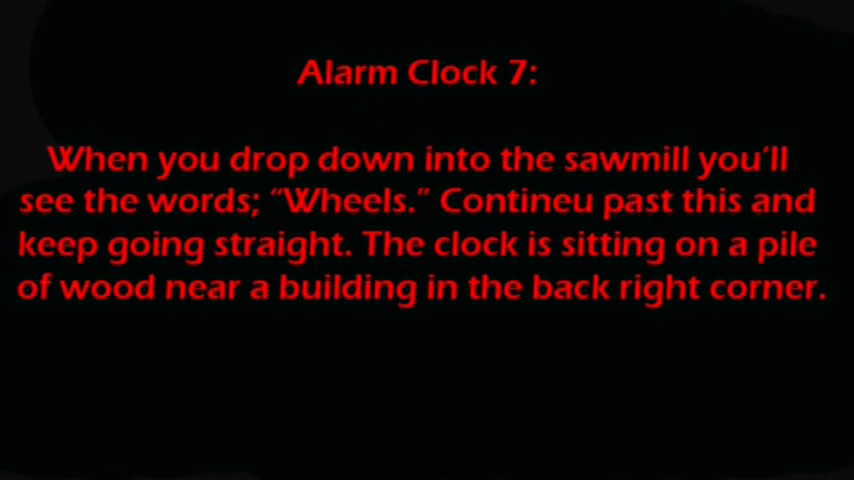 Alarm Clock 7:
When you drop down into the sawmill you'll
see the words; “Wheels.” Contineu past this and
keep going straight. The clock is sitting on a pile
of wood near a building in the back right corner.